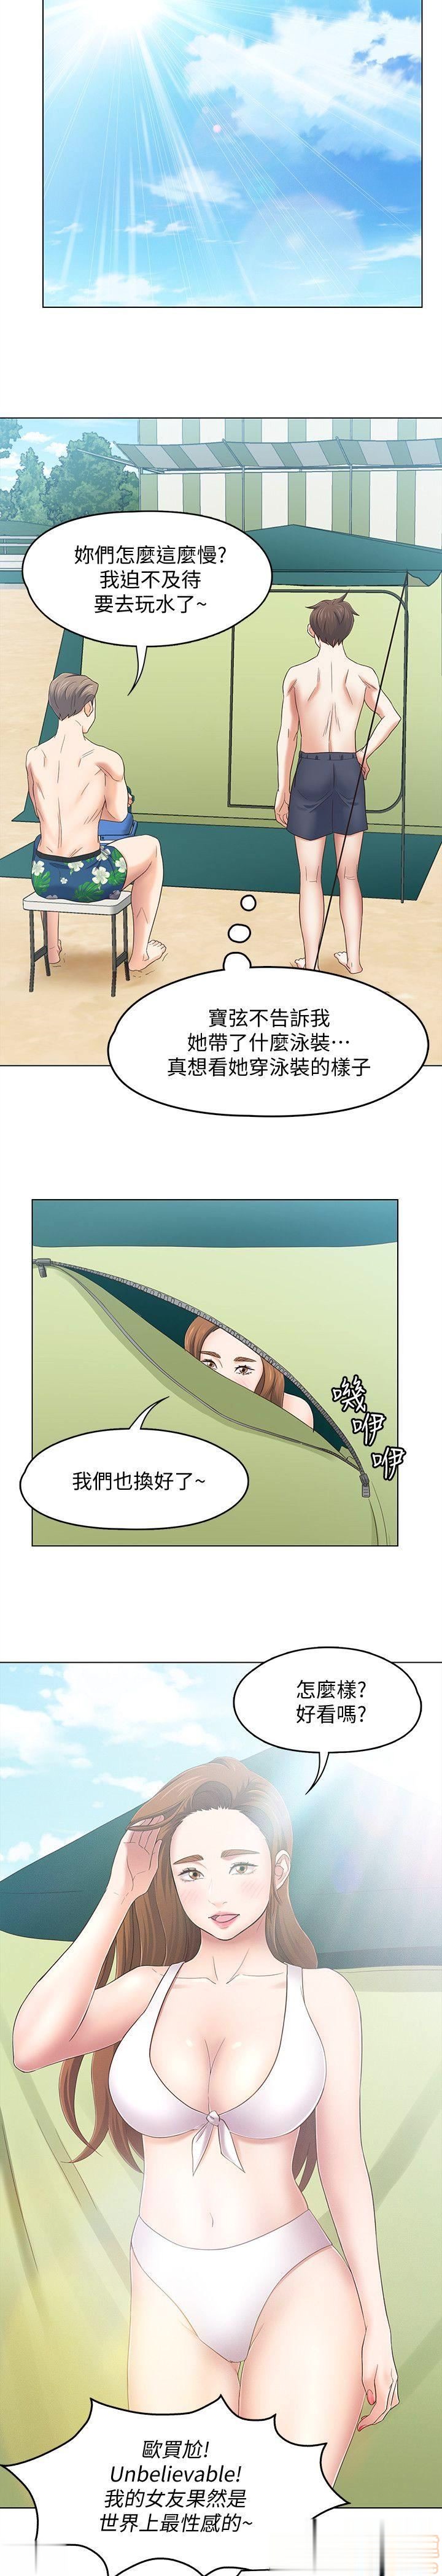 妳們怎麼這麼慢?
我迫不及待
要去玩水了~
寶弦不告訴我
她帶了什麼泳裝⋯
真想看她穿泳裝的樣子
嘰
咿
咿
我們也換好了~
怎麼樣?
好看嗎?
歐買尬!
Unbelievable!
我的女友果然是
世界上最性感的~